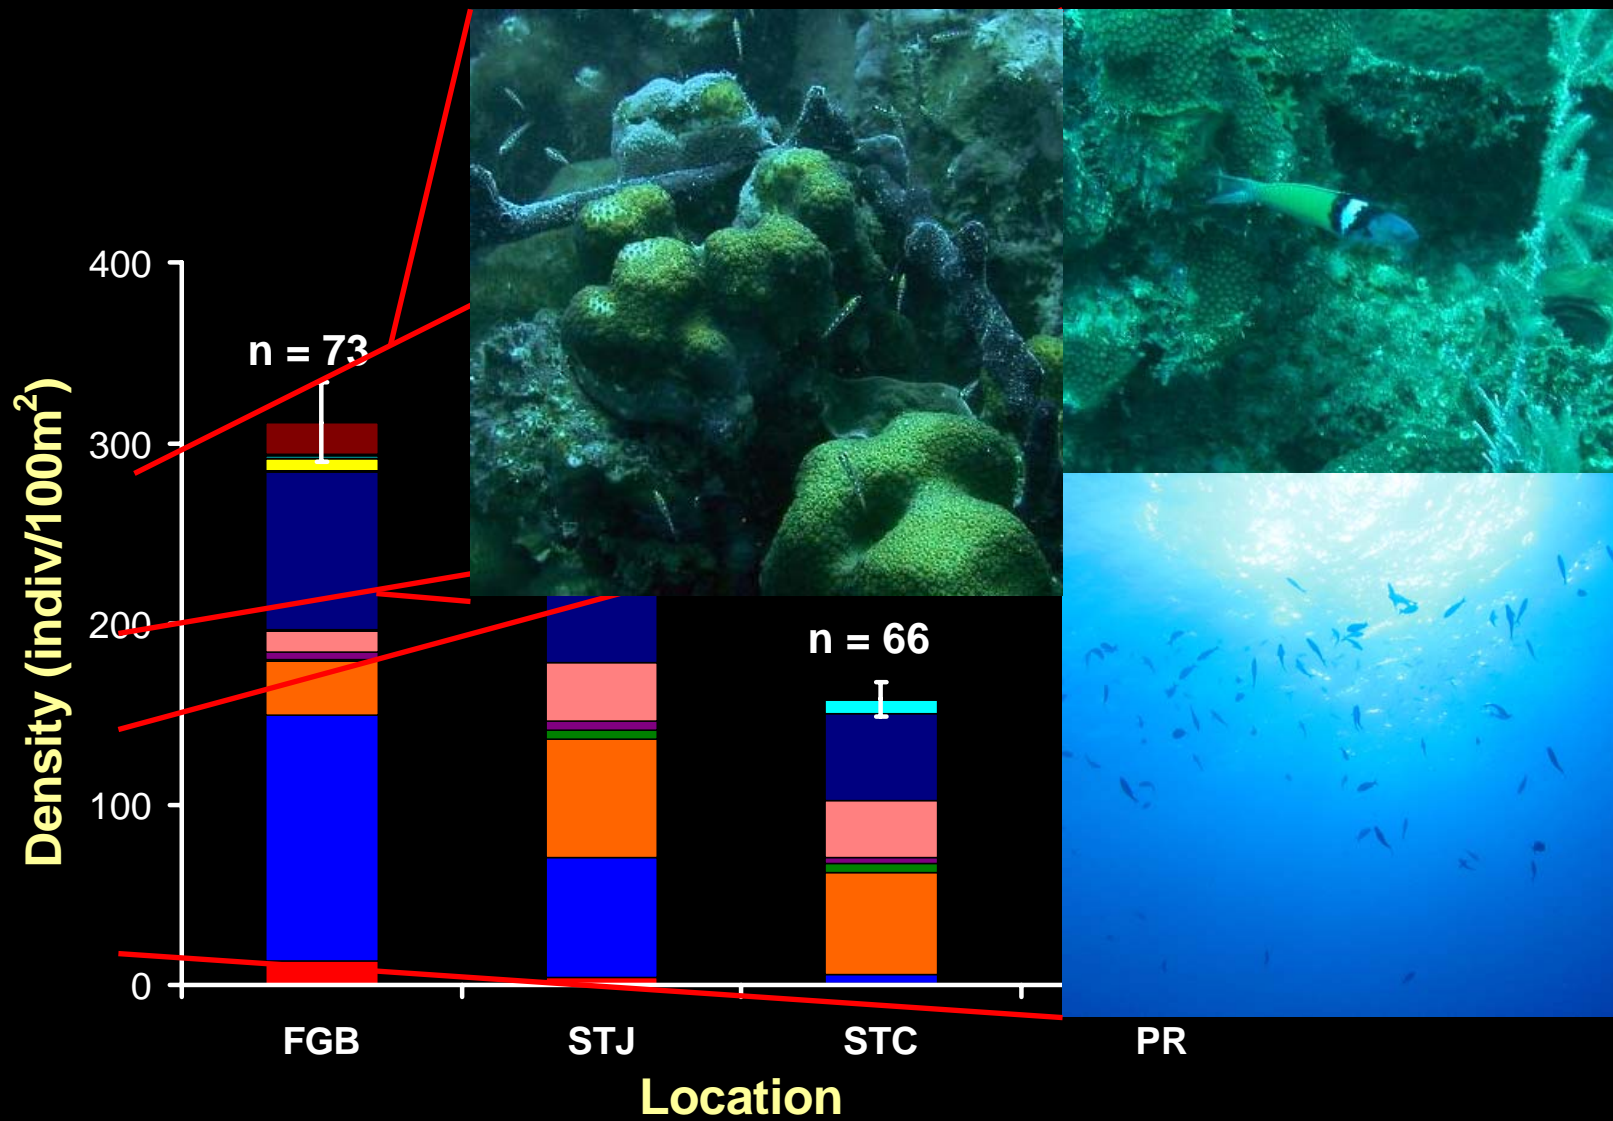 400
n = 73
300
200
n = 66
100
0
Density (indiv/100m²)
FGB STJ STC PR
Location